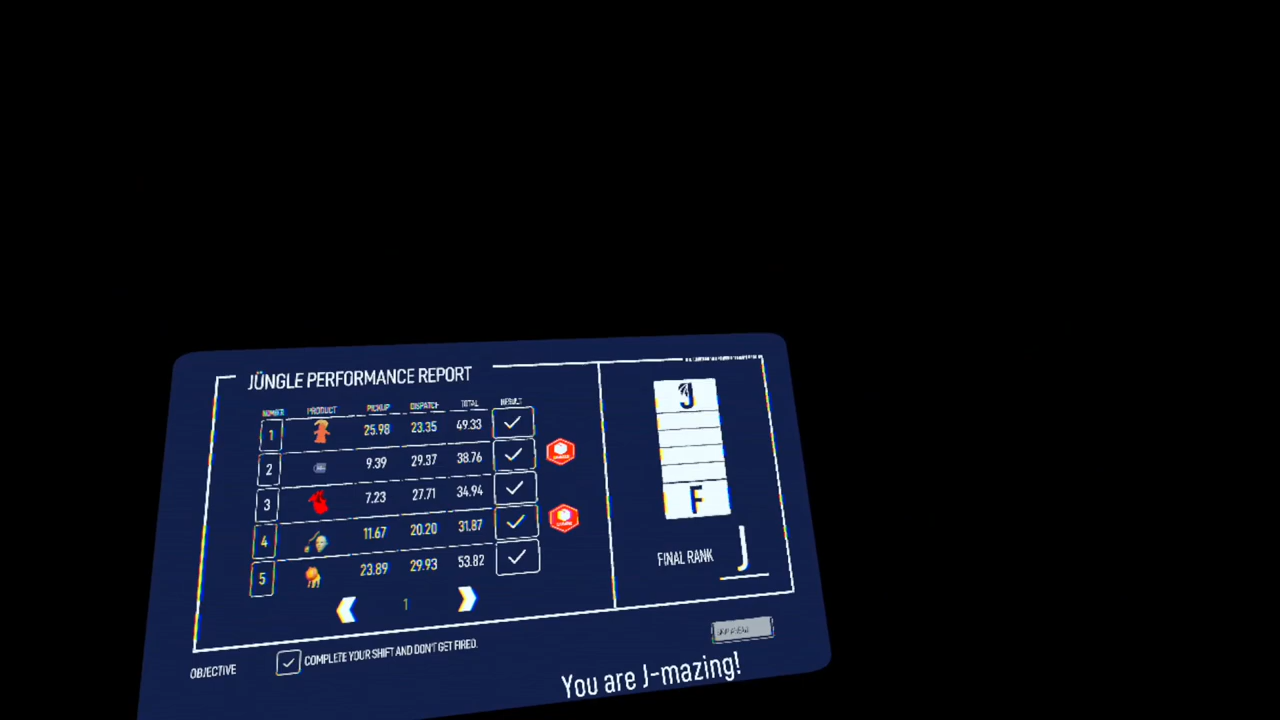 JÜNGLE PERFORMANCE REPORT
NUMBER PRODUCT PICKUP DISPATCH TOTAL RESULT
1 25.98 23.35 49.33
2 9.39 29.37 38.76
3 7.23 27.71 34.94
4 11.67 20.20 31.87
5 23.89 29.93 53.82
1
J
F
FINAL RANK J
OBJECTIVE COMPLETE YOUR SHIFT AND DON'T GET FIRED.
You are J-mazing!